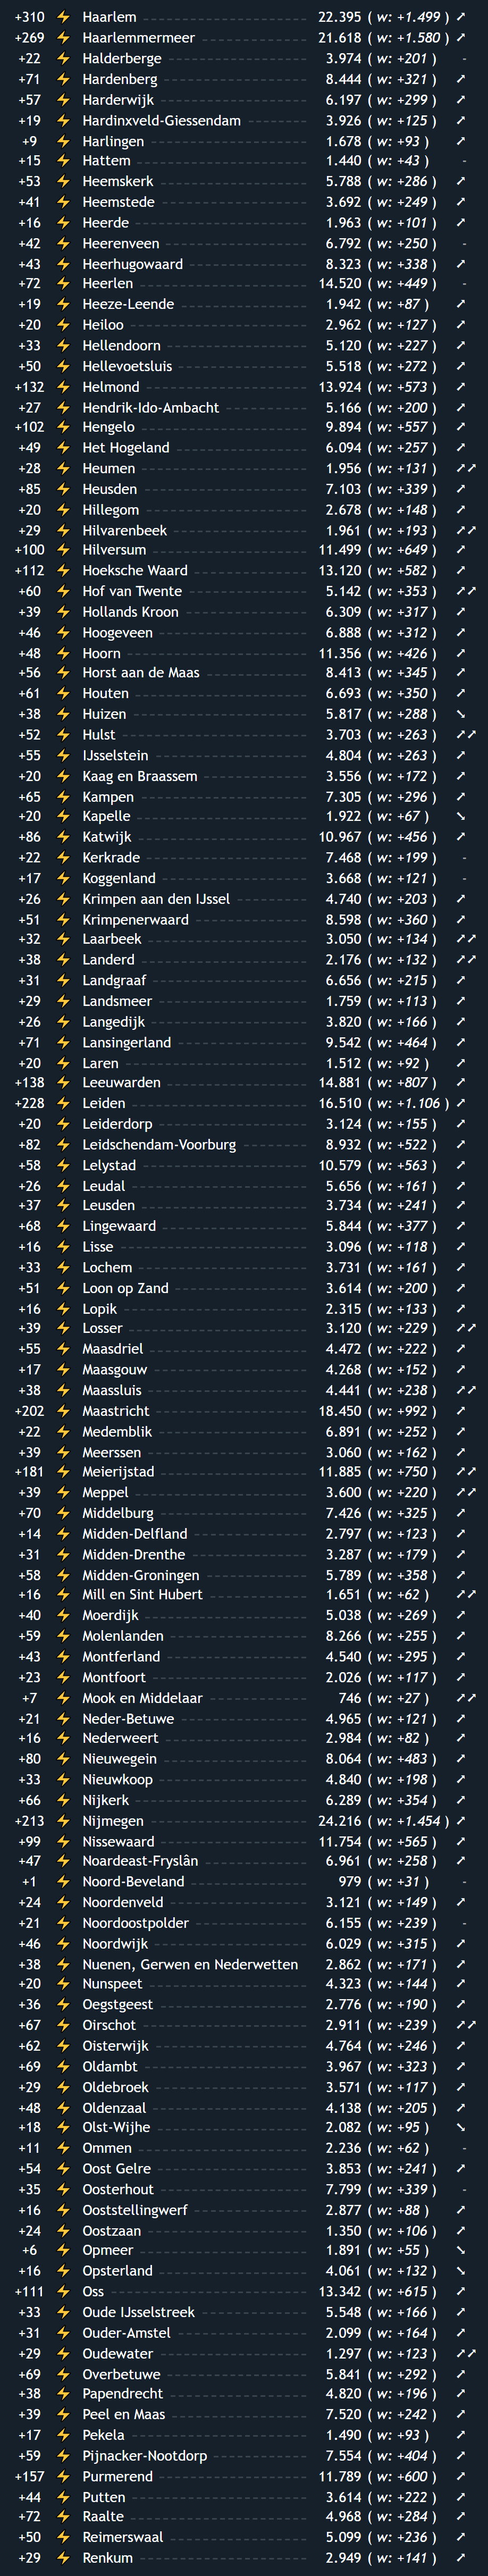 +310 ⚡ Haarlem 22.395 ( w: +1.499 ) ➚
+269 ⚡ Haarlemmermeer 21.618 ( w: +1.580 ) ➚
+22 ⚡ Halderberge 3.974 ( w: +201 ) -
+71 ⚡ Hardenberg 8.444 ( w: +321 ) ➚
+57 ⚡ Harderwijk 6.197 ( w: +299 ) ➚
+19 ⚡ Hardinxveld-Giessendam 3.926 ( w: +125 ) ➚
+9 ⚡ Harlingen 1.678 ( w: +93 ) ➚
+15 ⚡ Hattem 1.440 ( w: +43 ) -
+53 ⚡ Heemskerk 5.788 ( w: +286 ) ➚
+41 ⚡ Heemstede 3.692 ( w: +249 ) ➚
+16 ⚡ Heerde 1.963 ( w: +101 ) ➚
+42 ⚡ Heerenveen 6.792 ( w: +250 ) -
+43 ⚡ Heerhugowaard 8.323 ( w: +338 ) ➚
+72 ⚡ Heerlen 14.520 ( w: +449 ) -
+19 ⚡ Heeze-Leende 1.942 ( w: +87 ) ➚
+20 ⚡ Heiloo 2.962 ( w: +127 ) ➚
+33 ⚡ Hellendoorn 5.120 ( w: +227 ) ➚
+50 ⚡ Hellevoetsluis 5.518 ( w: +272 ) ➚
+132 ⚡ Helmond 13.924 ( w: +573 ) ➚
+27 ⚡ Hendrik-Ido-Ambacht 5.166 ( w: +200 ) ➚
+102 ⚡ Hengelo 9.894 ( w: +557 ) ➚
+49 ⚡ Het Hogeland 6.094 ( w: +257 ) ➚
+28 ⚡ Heumen 1.956 ( w: +131 ) ➚➚
+85 ⚡ Heusden 7.103 ( w: +339 ) ➚
+20 ⚡ Hillegom 2.678 ( w: +148 ) ➚
+29 ⚡ Hilvarenbeek 1.961 ( w: +193 ) ➚➚
+100 ⚡ Hilversum 11.499 ( w: +649 ) ➚
+112 ⚡ Hoeksche Waard 13.120 ( w: +582 ) ➚
+60 ⚡ Hof van Twente 5.142 ( w: +353 ) ➚➚
+39 ⚡ Hollands Kroon 6.309 ( w: +317 ) ➚
+46 ⚡ Hoogeveen 6.888 ( w: +312 ) ➚
+48 ⚡ Hoorn 11.356 ( w: +426 ) ➚
+56 ⚡ Horst aan de Maas 8.413 ( w: +345 ) ➚
+61 ⚡ Houten 6.693 ( w: +350 ) ➚
+38 ⚡ Huizen 5.817 ( w: +288 ) ➘
+52 ⚡ Hulst 3.703 ( w: +263 ) ➚➚
+55 ⚡ IJsselstein 4.804 ( w: +263 ) ➚
+20 ⚡ Kaag en Braassem 3.556 ( w: +172 ) ➚
+65 ⚡ Kampen 7.305 ( w: +296 ) ➚
+20 ⚡ Kapelle 1.922 ( w: +67 ) ➘
+86 ⚡ Katwijk 10.967 ( w: +456 ) ➚
+22 ⚡ Kerkrade 7.468 ( w: +199 ) -
+17 ⚡ Koggenland 3.668 ( w: +121 ) -
+26 ⚡ Krimpen aan den IJssel 4.740 ( w: +203 ) ➚
+51 ⚡ Krimpenerwaard 8.598 ( w: +360 ) ➚
+32 ⚡ Laarbeek 3.050 ( w: +134 ) ➚➚
+38 ⚡ Landerd 2.176 ( w: +132 ) ➚➚
+31 ⚡ Landgraaf 6.656 ( w: +215 ) ➚
+29 ⚡ Landsmeer 1.759 ( w: +113 ) ➚
+26 ⚡ Langedijk 3.820 ( w: +166 ) ➚
+71 ⚡ Lansingerland 9.542 ( w: +464 ) ➚
+20 ⚡ Laren 1.512 ( w: +92 ) ➚
+138 ⚡ Leeuwarden 14.881 ( w: +807 ) ➚
+228 ⚡ Leiden 16.510 ( w: +1.106 ) ➚
+20 ⚡ Leiderdorp 3.124 ( w: +155 ) ➚
+82 ⚡ Leidschendam-Voorburg 8.932 ( w: +522 ) ➚
+58 ⚡ Lelystad 10.579 ( w: +563 ) ➚
+26 ⚡ Leudal 5.656 ( w: +161 ) ➚
+37 ⚡ Leusden 3.734 ( w: +241 ) ➚
+68 ⚡ Lingewaard 5.844 ( w: +377 ) ➚
+16 ⚡ Lisse 3.096 ( w: +118 ) ➚
+33 ⚡ Lochem 3.731 ( w: +161 ) ➚
+51 ⚡ Loon op Zand 3.614 ( w: +200 ) ➚
+16 ⚡ Lopik 2.315 ( w: +133 ) ➚
+39 ⚡ Losser 3.120 ( w: +229 ) ➚➚
+55 ⚡ Maasdriel 4.472 ( w: +222 ) ➚
+17 ⚡ Maasgouw 4.268 ( w: +152 ) ➚
+38 ⚡ Maassluis 4.441 ( w: +238 ) ➚➚
+202 ⚡ Maastricht 18.450 ( w: +992 ) ➚
+22 ⚡ Medemblik 6.891 ( w: +252 ) ➚
+39 ⚡ Meerssen 3.060 ( w: +162 ) ➚
+181 ⚡ Meierijstad 11.885 ( w: +750 ) ➚➚
+39 ⚡ Meppel 3.600 ( w: +220 ) ➚➚
+70 ⚡ Middelburg 7.426 ( w: +325 ) ➚
+14 ⚡ Midden-Delfland 2.797 ( w: +123 ) ➚
+31 ⚡ Midden-Drenthe 3.287 ( w: +179 ) ➚
+58 ⚡ Midden-Groningen 5.789 ( w: +358 ) ➚
+16 ⚡ Mill en Sint Hubert 1.651 ( w: +62 ) ➚➚
+40 ⚡ Moerdijk 5.038 ( w: +269 ) ➚
+59 ⚡ Molenlanden 8.266 ( w: +255 ) ➚
+43 ⚡ Montferland 4.540 ( w: +295 ) ➚
+23 ⚡ Montfoort 2.026 ( w: +117 ) ➚
+7 ⚡ Mook en Middelaar 746 ( w: +27 ) ➚➚
+21 ⚡ Neder-Betuwe 4.965 ( w: +121 ) ➚
+16 ⚡ Nederweert 2.984 ( w: +82 ) ➚
+80 ⚡ Nieuwegein 8.064 ( w: +483 ) ➚
+33 ⚡ Nieuwkoop 4.840 ( w: +198 ) ➚
+66 ⚡ Nijkerk 6.289 ( w: +354 ) ➚
+213 ⚡ Nijmegen 24.216 ( w: +1.454 ) ➚
+99 ⚡ Nissewaard 11.754 ( w: +565 ) ➚
+47 ⚡ Noardeast-Fryslân 6.961 ( w: +258 ) ➚
+1 ⚡ Noord-Beveland 979 ( w: +31 ) -
+24 ⚡ Noordenveld 3.121 ( w: +149 ) ➚
+21 ⚡ Noordoostpolder 6.155 ( w: +239 ) -
+46 ⚡ Noordwijk 6.029 ( w: +315 ) ➚
+38 ⚡ Nuenen, Gerwen en Nederwetten 2.862 ( w: +171 ) ➚
+20 ⚡ Nunspeet 4.323 ( w: +144 ) ➚
+36 ⚡ Oegstgeest 2.776 ( w: +190 ) ➚
+67 ⚡ Oirschot 2.911 ( w: +239 ) ➚➚
+62 ⚡ Oisterwijk 4.764 ( w: +246 ) ➚
+69 ⚡ Oldambt 3.967 ( w: +323 ) ➚
+29 ⚡ Oldebroek 3.571 ( w: +117 ) ➚
+48 ⚡ Oldenzaal 4.138 ( w: +205 ) ➚
+18 ⚡ Olst-Wijhe 2.082 ( w: +95 ) ➘
+11 ⚡ Ommen 2.236 ( w: +62 ) -
+54 ⚡ Oost Gelre 3.853 ( w: +241 ) ➚
+35 ⚡ Oosterhout 7.799 ( w: +339 ) -
+16 ⚡ Ooststellingwerf 2.877 ( w: +88 ) ➚
+24 ⚡ Oostzaan 1.350 ( w: +106 ) ➚
+6 ⚡ Opmeer 1.891 ( w: +55 ) ➘
+16 ⚡ Opsterland 4.061 ( w: +132 ) ➘
+111 ⚡ Oss 13.342 ( w: +615 ) ➚
+33 ⚡ Oude IJsselstreek 5.548 ( w: +166 ) ➚
+31 ⚡ Ouder-Amstel 2.099 ( w: +164 ) ➚
+29 ⚡ Oudewater 1.297 ( w: +123 ) ➚➚
+69 ⚡ Overbetuwe 5.841 ( w: +292 ) ➚
+38 ⚡ Papendrecht 4.820 ( w: +196 ) ➚
+39 ⚡ Peel en Maas 7.520 ( w: +242 ) ➚
+17 ⚡ Pekela 1.490 ( w: +93 ) ➚
+59 ⚡ Pijnacker-Nootdorp 7.554 ( w: +404 ) ➚
+157 ⚡ Purmerend 11.789 ( w: +600 ) ➚
+44 ⚡ Putten 3.614 ( w: +222 ) ➚
+72 ⚡ Raalte 4.968 ( w: +284 ) ➚
+50 ⚡ Reimerswaal 5.099 ( w: +236 ) ➚
+29 ⚡ Renkum 2.949 ( w: +141 ) ➚